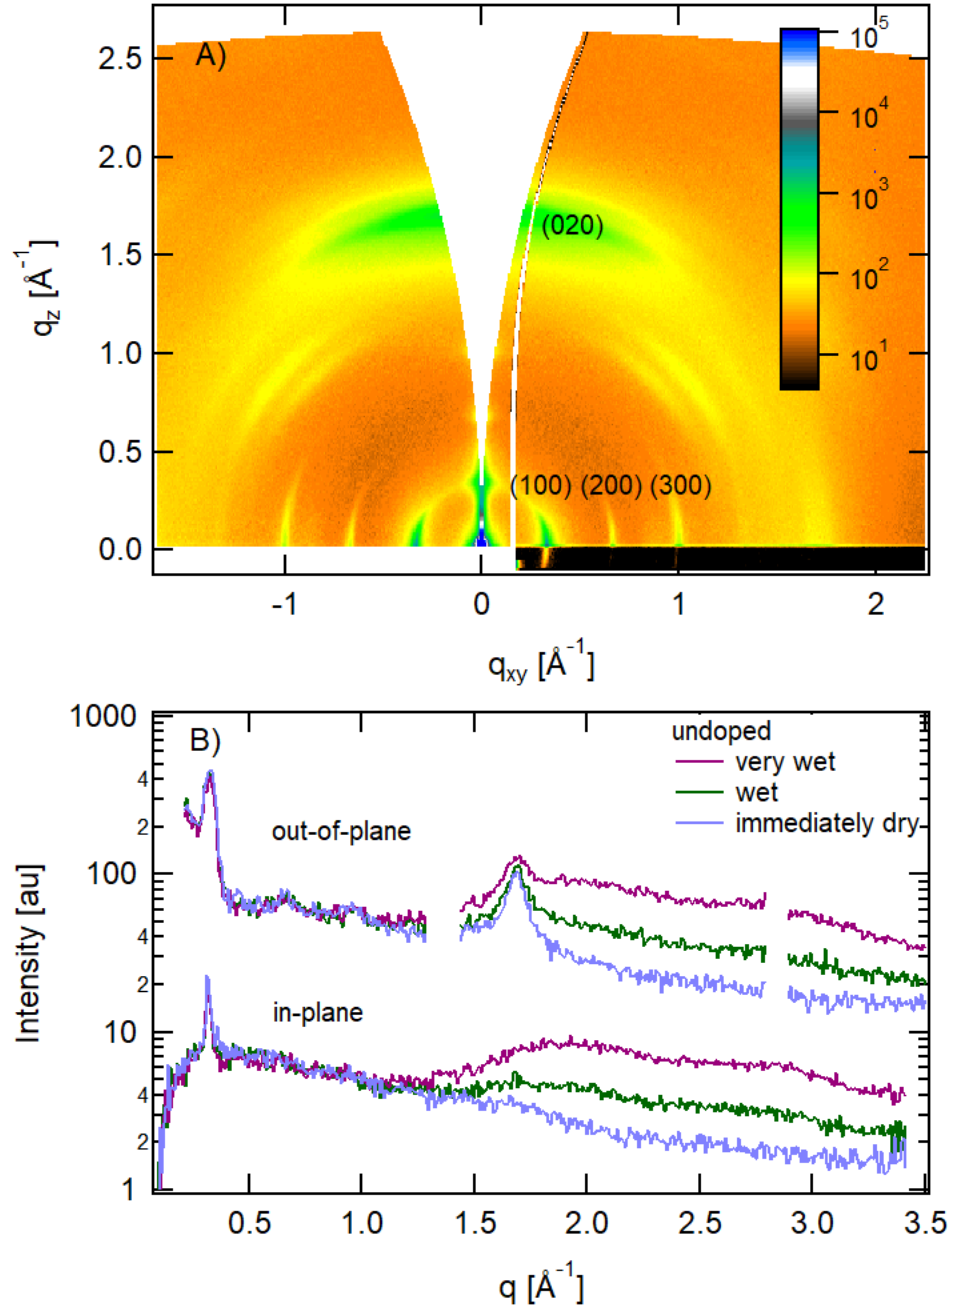 A)
2.5
2.0
1.5
1.0
0.5
0.0
q_z [Å^-1]
10^5
10^4
10^3
10^2
10^1
(020)
(100) (200) (300)
-1 0 1 2
q_xy [Å^-1]
B)
1000
4
2
100
4
2
10
4
2
1
Intensity [au]
undoped
very wet
wet
immediately dry
out-of-plane
in-plane
0.5 1.0 1.5 2.0 2.5 3.0 3.5
q [Å^-1]